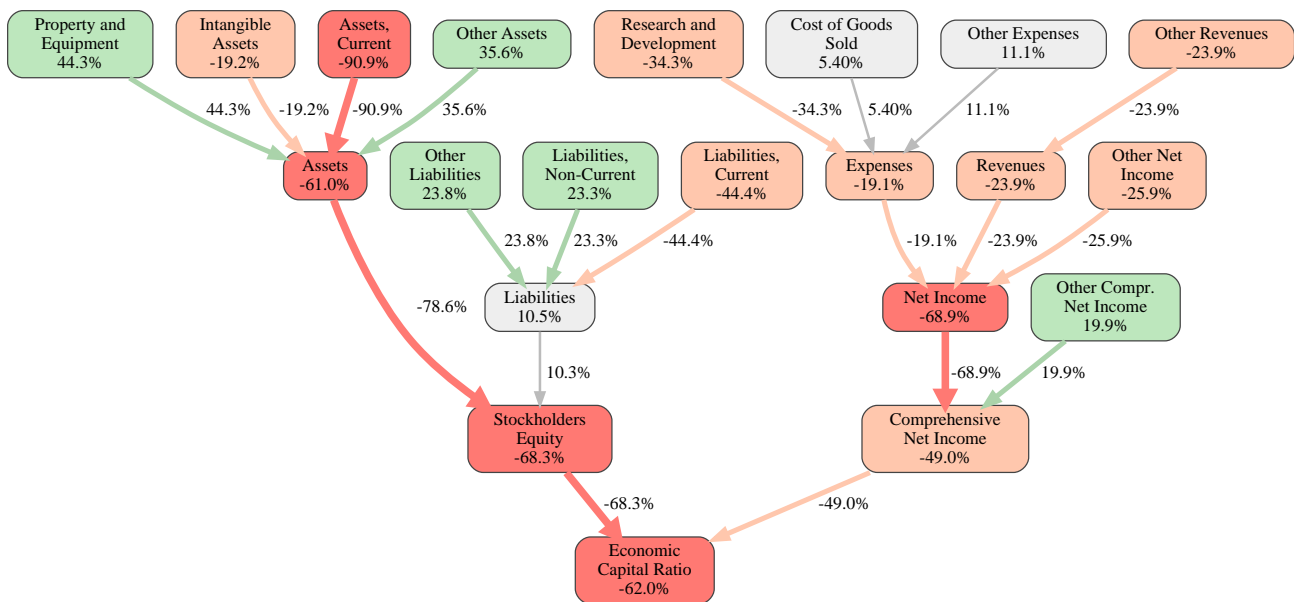 Property and
Equipment
44.3%
Intangible
Assets
-19.2%
Assets,
Current
-90.9%
Other Assets
35.6%
Research and
Development
-34.3%
Cost of Goods
Sold
5.40%
Other Expenses
11.1%
Other Revenues
-23.9%
44.3%
-19.2%
-90.9%
35.6%
-34.3%
5.40%
11.1%
-23.9%
Assets
-61.0%
Other
Liabilities
23.8%
Liabilities,
Non-Current
23.3%
Liabilities,
Current
-44.4%
Expenses
-19.1%
Revenues
-23.9%
Other Net
Income
-25.9%
23.8%
23.3%
-44.4%
-19.1%
-23.9%
-25.9%
-78.6%
Liabilities
10.5%
Net Income
-68.9%
Other Compr.
Net Income
19.9%
10.3%
-68.9%
19.9%
Stockholders
Equity
-68.3%
Comprehensive
Net Income
-49.0%
-68.3%
-49.0%
Economic
Capital Ratio
-62.0%